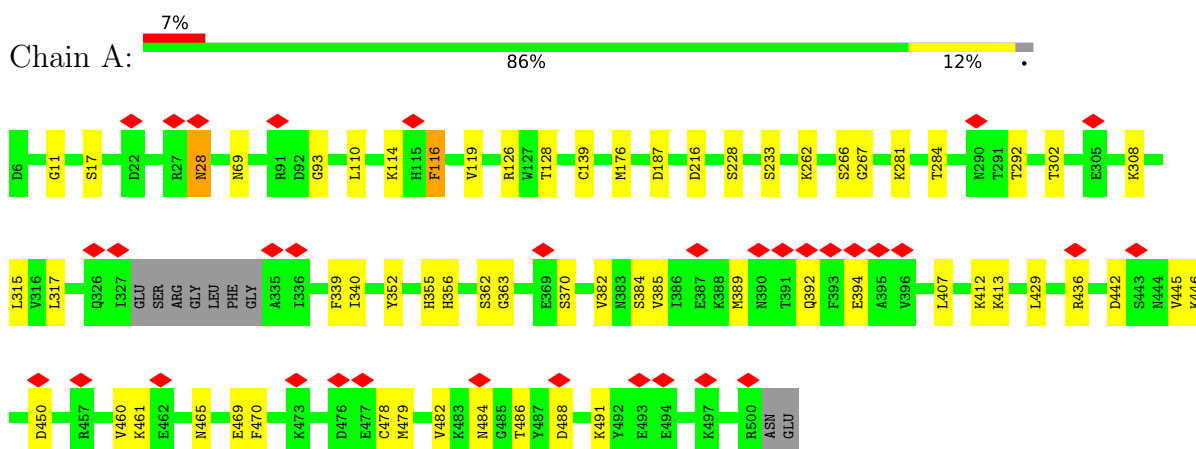 7%
Chain A:
86% 12% •
D6 G11 S17 D22 R27 N28 N69 R91 D92 G93 L110 K114 H115 F116 V119 R126 W127 T128 C139 M176 D187 D216 S228 S233 K262 S266 G267 K281 T284 N290 T291 T292 T302 E305 K308
L315 V316 L317 Q326 I327 GLU SER ARG GLY LEU PHE GLY A335 I336 F339 I340 Y352 H355 H356 S362 G363 E369 S370 V382 N383 S384 V385 I386 E387 K388 M389 N390 T391 Q392 F393 E394 A395 V396 L407 K412 K413 L429 R436 D442 S443 N444 V445 K446
D450 R457 V460 K461 E462 N465 E469 F470 K473 D476 E477 C478 M479 V482 K483 N484 G485 T486 Y487 D488 K491 Y492 E493 E494 K497 R500 ASN GLU